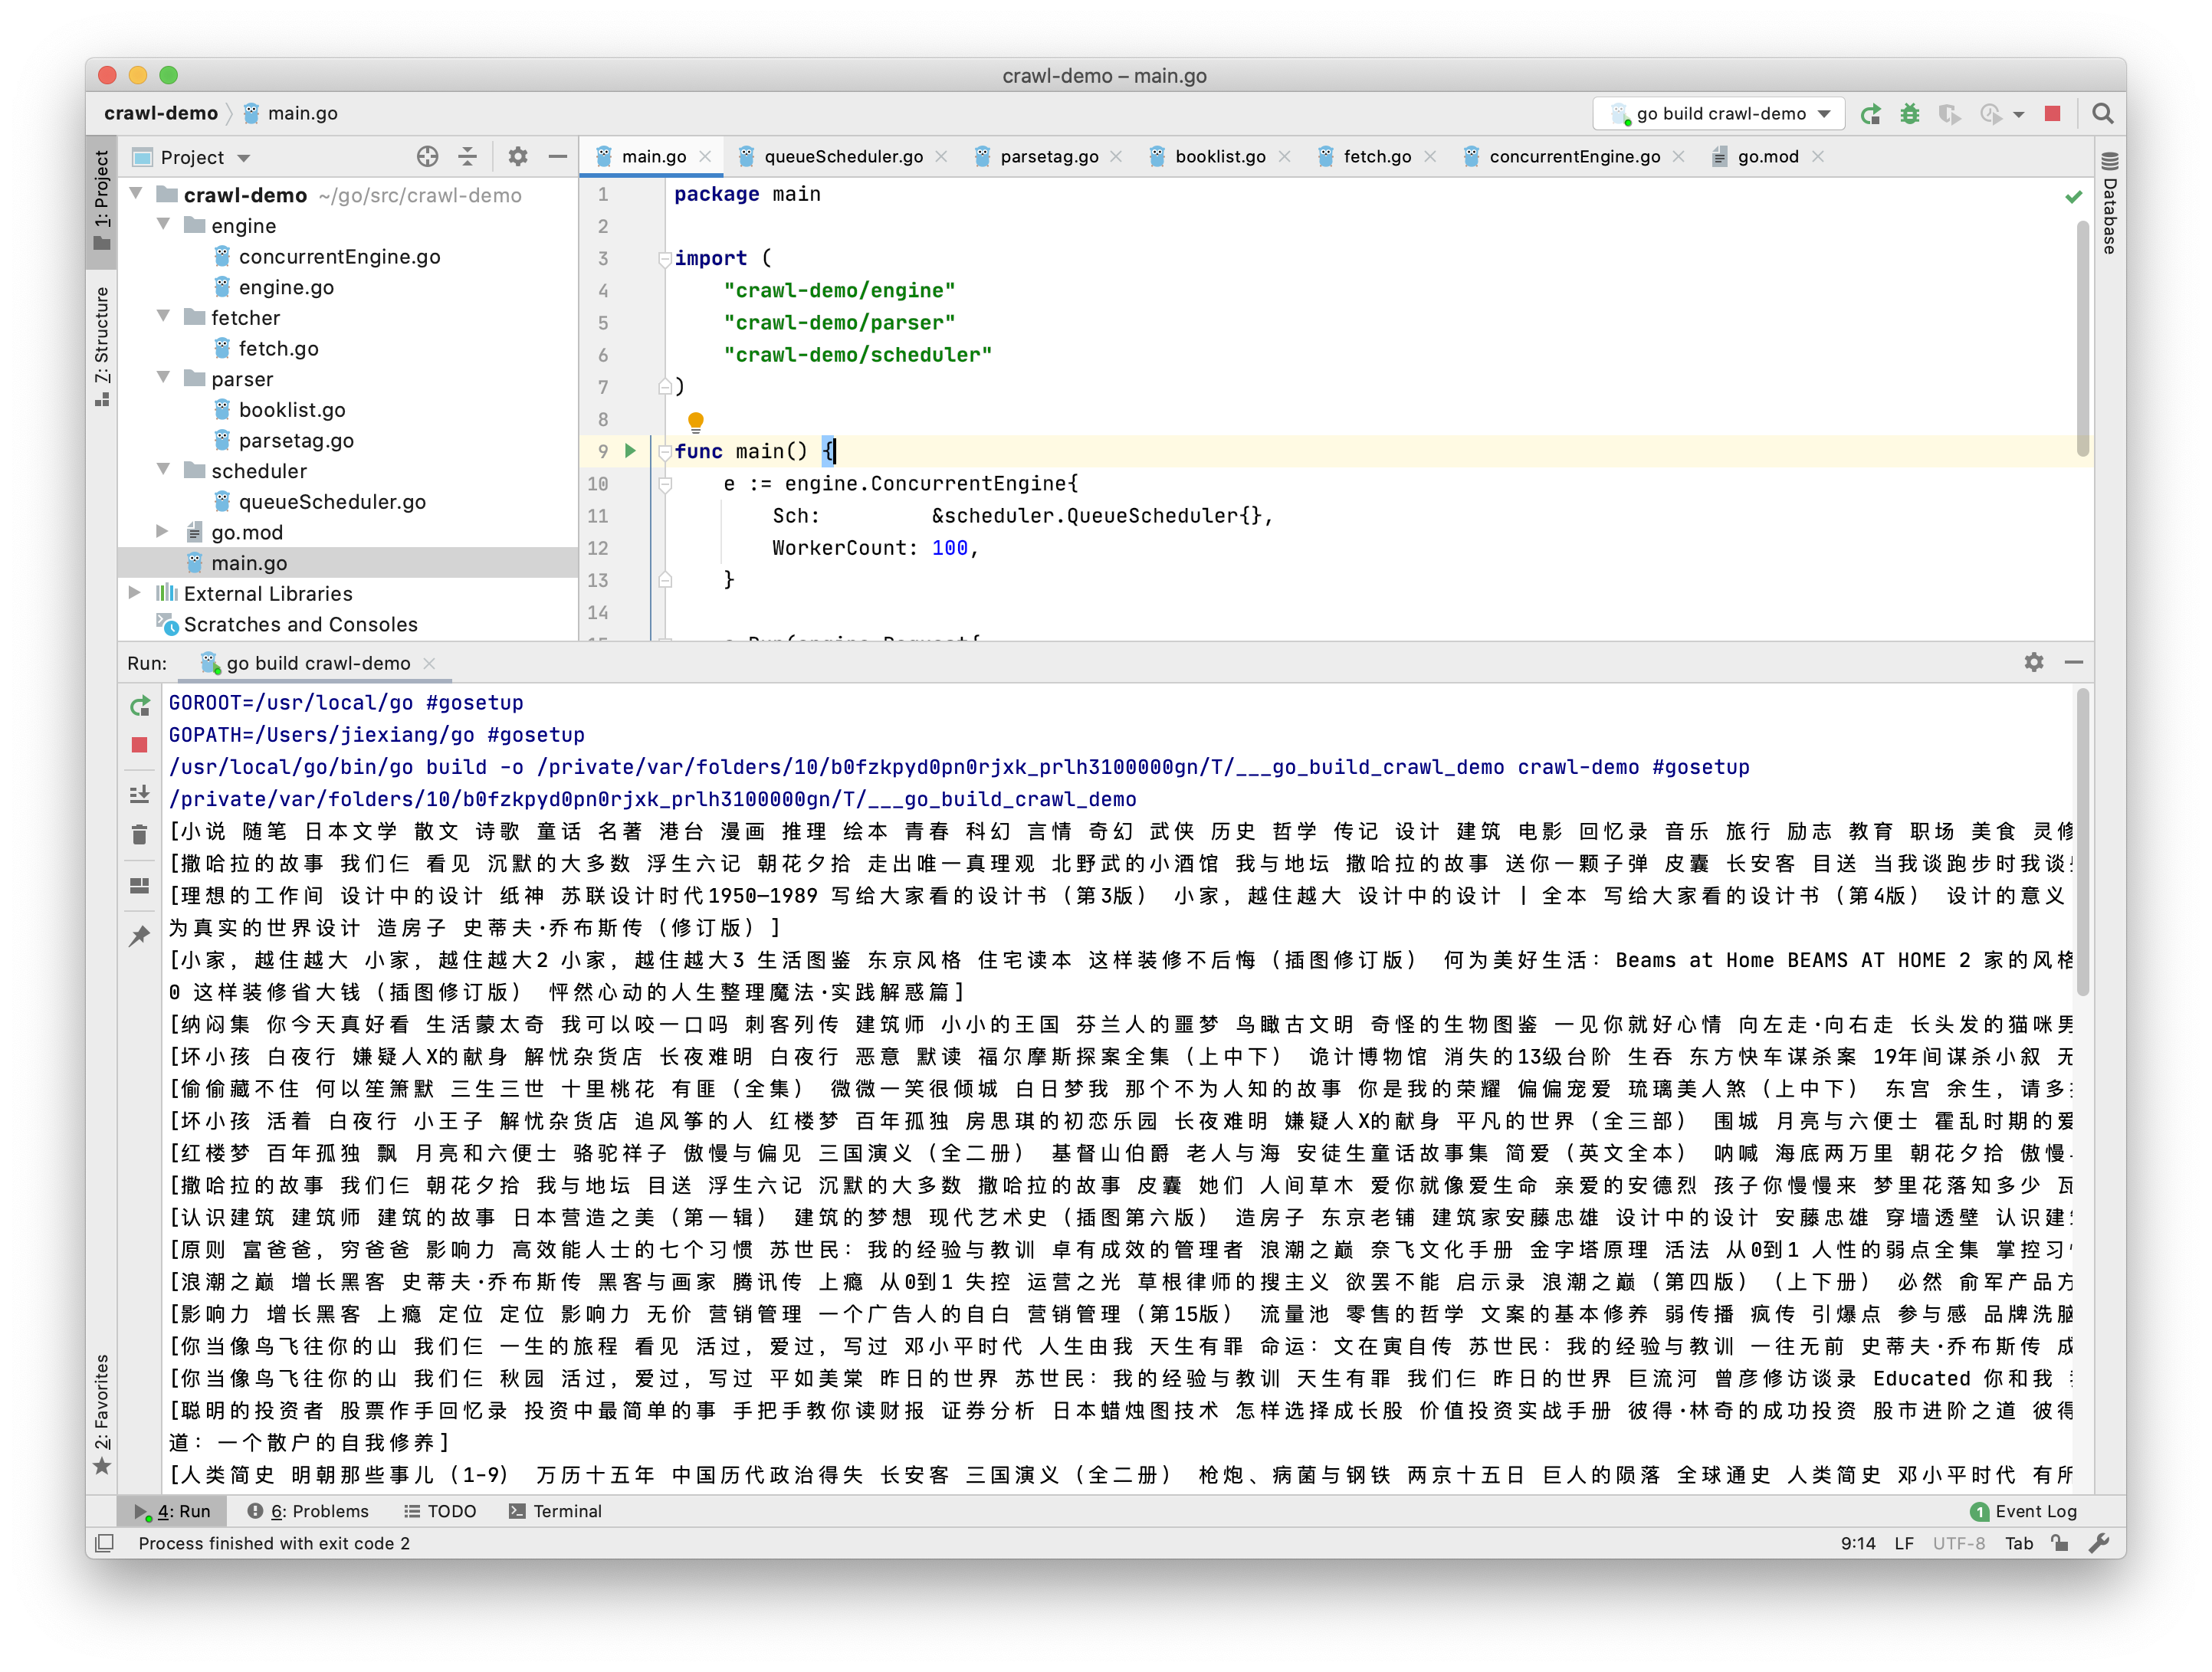 crawl-demo – main.go
crawl-demo
main.go
go build crawl-demo
1: Project
7: Structure
2: Favorites
Database
Project
main.go
queueScheduler.go
parsetag.go
booklist.go
fetch.go
concurrentEngine.go
go.mod
crawl-demo ~/go/src/crawl-demo
engine
concurrentEngine.go
engine.go
fetcher
fetch.go
parser
booklist.go
parsetag.go
scheduler
queueScheduler.go
go.mod
main.go
External Libraries
Scratches and Consoles
1 package main
2
3 import (
4 "crawl-demo/engine"
5 "crawl-demo/parser"
6 "crawl-demo/scheduler"
7 )
8
9 func main() {
10 e := engine.ConcurrentEngine{
11 Sch: &scheduler.QueueScheduler{},
12 WorkerCount: 100,
13 }
14
Run: go build crawl-demo
GOROOT=/usr/local/go #gosetup
GOPATH=/Users/jiexiang/go #gosetup
/usr/local/go/bin/go build -o /private/var/folders/10/b0fzkpyd0pn0rjxk_prlh3100000gn/T/___go_build_crawl_demo crawl-demo #gosetup
/private/var/folders/10/b0fzkpyd0pn0rjxk_prlh3100000gn/T/___go_build_crawl_demo
[小说 随笔 日本文学 散文 诗歌 童话 名著 港台 漫画 推理 绘本 青春 科幻 言情 奇幻 武侠 历史 哲学 传记 设计 建筑 电影 回忆录 音乐 旅行 励志 教育 职场 美食 灵修
[撒哈拉的故事 我们仨 看见 沉默的大多数 浮生六记 朝花夕拾 走出唯一真理观 北野武的小酒馆 我与地坛 撒哈拉的故事 送你一颗子弹 皮囊 长安客 目送 当我谈跑步时我谈
[理想的工作间 设计中的设计 纸神 苏联设计时代1950—1989 写给大家看的设计书（第3版） 小家，越住越大 设计中的设计 | 全本 写给大家看的设计书（第4版） 设计的意义
为真实的世界设计 造房子 史蒂夫·乔布斯传（修订版）]
[小家，越住越大 小家，越住越大2 小家，越住越大3 生活图鉴 东京风格 住宅读本 这样装修不后悔（插图修订版） 何为美好生活：Beams at Home BEAMS AT HOME 2 家的风格
0 这样装修省大钱（插图修订版） 怦然心动的人生整理魔法·实践解惑篇]
[纳闷集 你今天真好看 生活蒙太奇 我可以咬一口吗 刺客列传 建筑师 小小的王国 芬兰人的噩梦 鸟瞰古文明 奇怪的生物图鉴 一见你就好心情 向左走·向右走 长头发的猫咪男
[坏小孩 白夜行 嫌疑人X的献身 解忧杂货店 长夜难明 白夜行 恶意 默读 福尔摩斯探案全集（上中下） 诡计博物馆 消失的13级台阶 生吞 东方快车谋杀案 19年间谋杀小叙 无
[偷偷藏不住 何以笙箫默 三生三世 十里桃花 有匪（全集） 微微一笑很倾城 白日梦我 那个不为人知的故事 你是我的荣耀 偏偏宠爱 琉璃美人煞（上中下） 东宫 余生，请多
[坏小孩 活着 白夜行 小王子 解忧杂货店 追风筝的人 红楼梦 百年孤独 房思琪的初恋乐园 长夜难明 嫌疑人X的献身 平凡的世界（全三部） 围城 月亮与六便士 霍乱时期的爱
[红楼梦 百年孤独 飘 月亮和六便士 骆驼祥子 傲慢与偏见 三国演义（全二册） 基督山伯爵 老人与海 安徒生童话故事集 简爱（英文全本） 呐喊 海底两万里 朝花夕拾 傲慢
[撒哈拉的故事 我们仨 朝花夕拾 我与地坛 目送 浮生六记 沉默的大多数 撒哈拉的故事 皮囊 她们 人间草木 爱你就像爱生命 亲爱的安德烈 孩子你慢慢来 梦里花落知多少 瓦
[认识建筑 建筑师 建筑的故事 日本营造之美（第一辑） 建筑的梦想 现代艺术史（插图第六版） 造房子 东京老铺 建筑家安藤忠雄 设计中的设计 安藤忠雄 穿墙透壁 认识建
[原则 富爸爸，穷爸爸 影响力 高效能人士的七个习惯 苏世民：我的经验与教训 卓有成效的管理者 浪潮之巅 奈飞文化手册 金字塔原理 活法 从0到1 人性的弱点全集 掌控习
[浪潮之巅 增长黑客 史蒂夫·乔布斯传 黑客与画家 腾讯传 上瘾 从0到1 失控 运营之光 草根律师的搜主义 欲罢不能 启示录 浪潮之巅（第四版）（上下册） 必然 俞军产品方
[影响力 增长黑客 上瘾 定位 定位 影响力 无价 营销管理 一个广告人的自白 营销管理（第15版） 流量池 零售的哲学 文案的基本修养 弱传播 疯传 引爆点 参与感 品牌洗脑
[你当像鸟飞往你的山 我们仨 一生的旅程 看见 活过，爱过，写过 邓小平时代 人生由我 天生有罪 命运：文在寅自传 苏世民：我的经验与教训 一往无前 史蒂夫·乔布斯传 成
[你当像鸟飞往你的山 我们仨 秋园 活过，爱过，写过 平如美棠 昨日的世界 苏世民：我的经验与教训 天生有罪 我们仨 昨日的世界 巨流河 曾彦修访谈录 Educated 你和我
[聪明的投资者 股票作手回忆录 投资中最简单的事 手把手教你读财报 证券分析 日本蜡烛图技术 怎样选择成长股 价值投资实战手册 彼得·林奇的成功投资 股市进阶之道 彼得
道：一个散户的自我修养]
[人类简史 明朝那些事儿（1-9） 万历十五年 中国历代政治得失 长安客 三国演义（全二册） 枪炮、病菌与钢铁 两京十五日 巨人的陨落 全球通史 人类简史 邓小平时代 有所
4: Run
6: Problems
TODO
Terminal
1 Event Log
Process finished with exit code 2
9:14 LF UTF-8 Tab